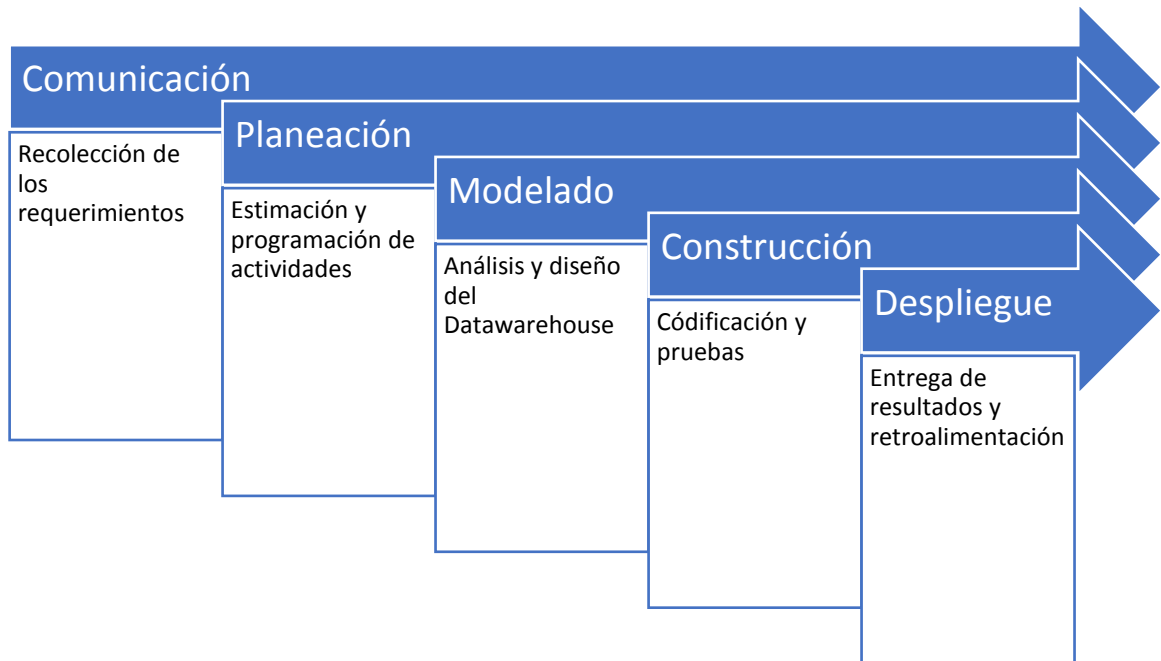 Comunicación
Recolección de
los
requerimientos
Planeación
Estimación y
programación de
actividades
Modelado
Análisis y diseño
del
Datawarehouse
Construcción
Códificación y
pruebas
Despliegue
Entrega de
resultados y
retroalimentación